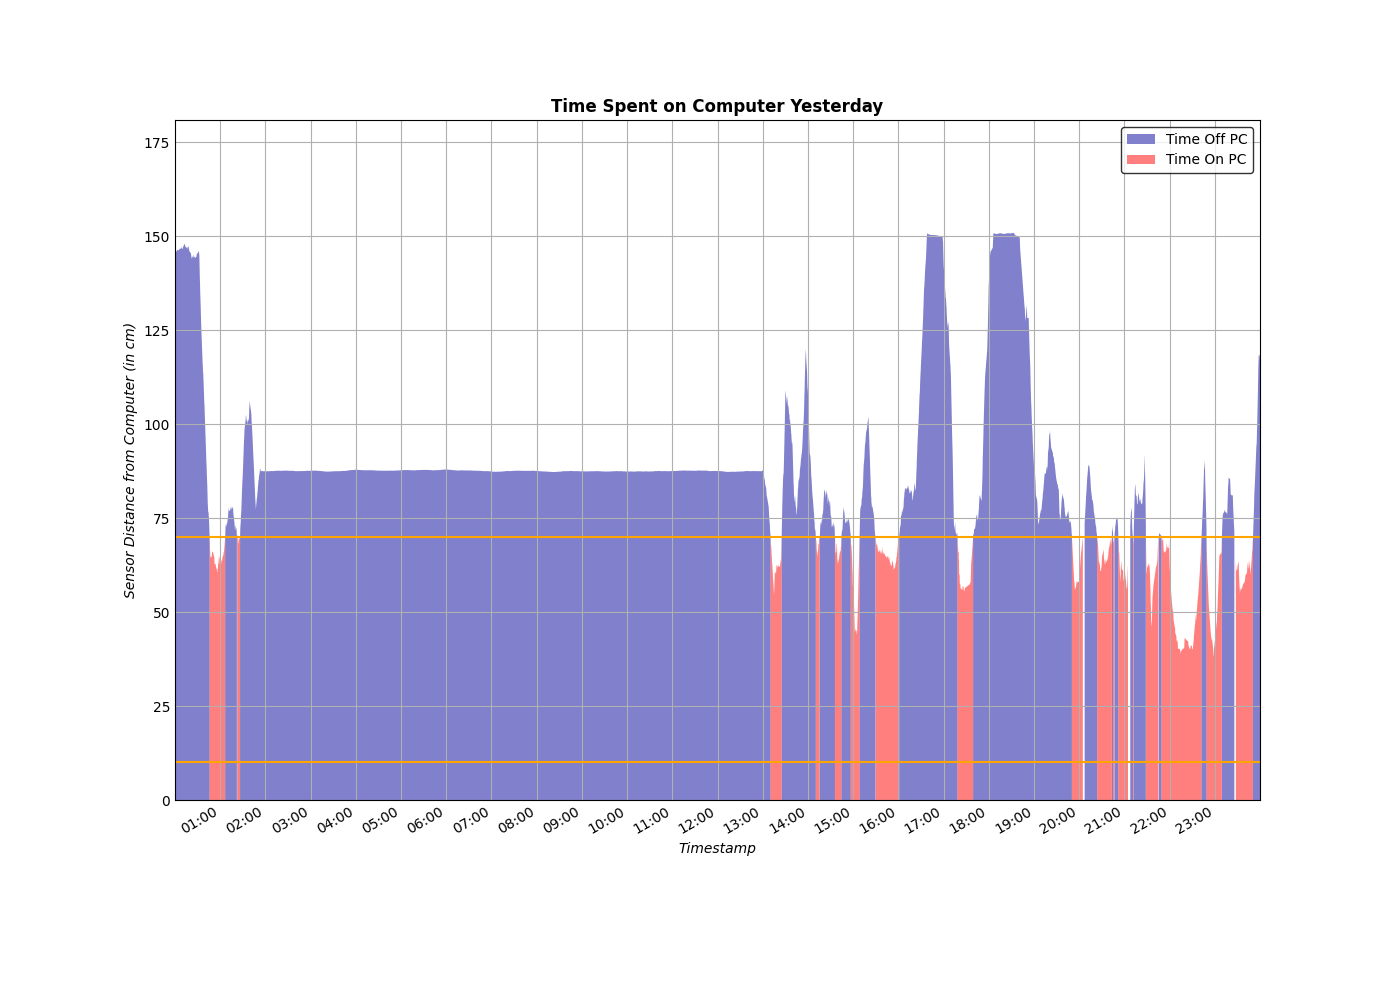 Time Spent on Computer Yesterday
Time Off PC
Time On PC
Sensor Distance from Computer (in cm)
175
150
125
100
75
50
25
0
01:00 02:00 03:00 04:00 05:00 06:00 07:00 08:00 09:00 10:00 11:00 12:00 13:00 14:00 15:00 16:00 17:00 18:00 19:00 20:00 21:00 22:00 23:00
Timestamp